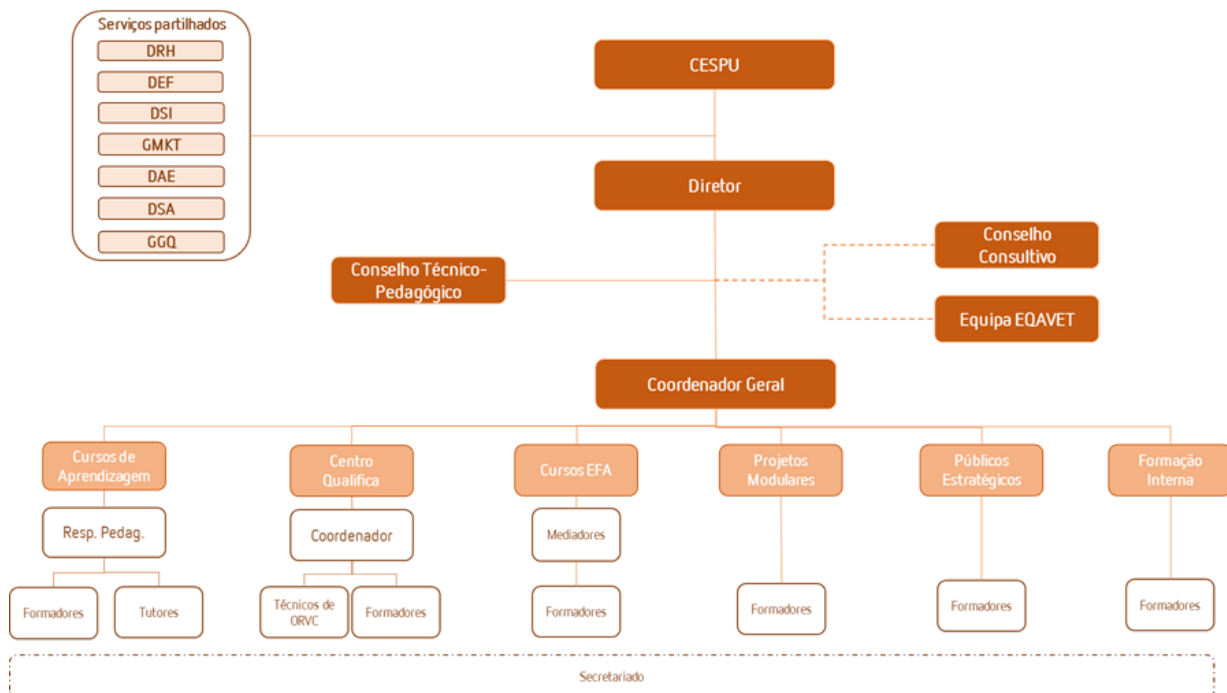 Serviços partilhados
DRH
DEF
DSI
GMKT
DAE
DSA
GGQ
CESPU
Diretor
Conselho Técnico-
Pedagógico
Conselho
Consultivo
Equipa EQAVET
Coordenador Geral
Cursos de
Aprendizagem
Centro
Qualifica
Cursos EFA
Projetos
Modulares
Públicos
Estratégicos
Formação
Interna
Resp. Pedag.
Coordenador
Mediadores
Formadores
Tutores
Técnicos de
ORVC
Formadores
Formadores
Formadores
Formadores
Formadores
Secretariado